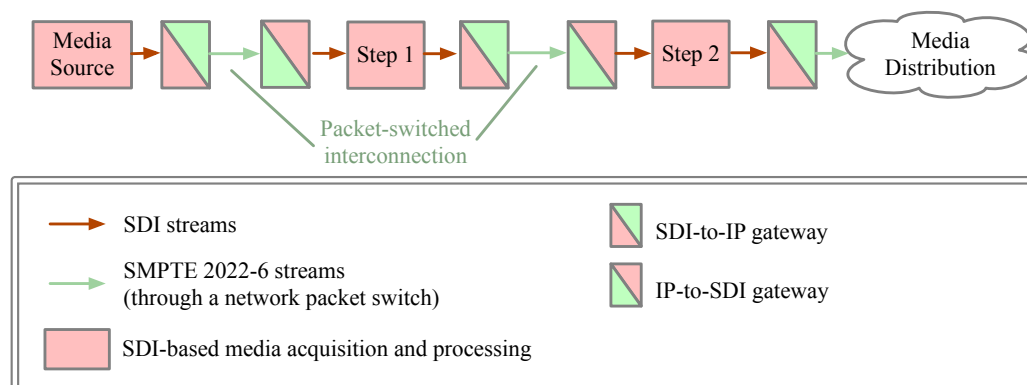 Media
Source
Step 1
Step 2
Media
Distribution
Packet-switched
interconnection
SDI streams
SMPTE 2022-6 streams
(through a network packet switch)
SDI-based media acquisition and processing
SDI-to-IP gateway
IP-to-SDI gateway